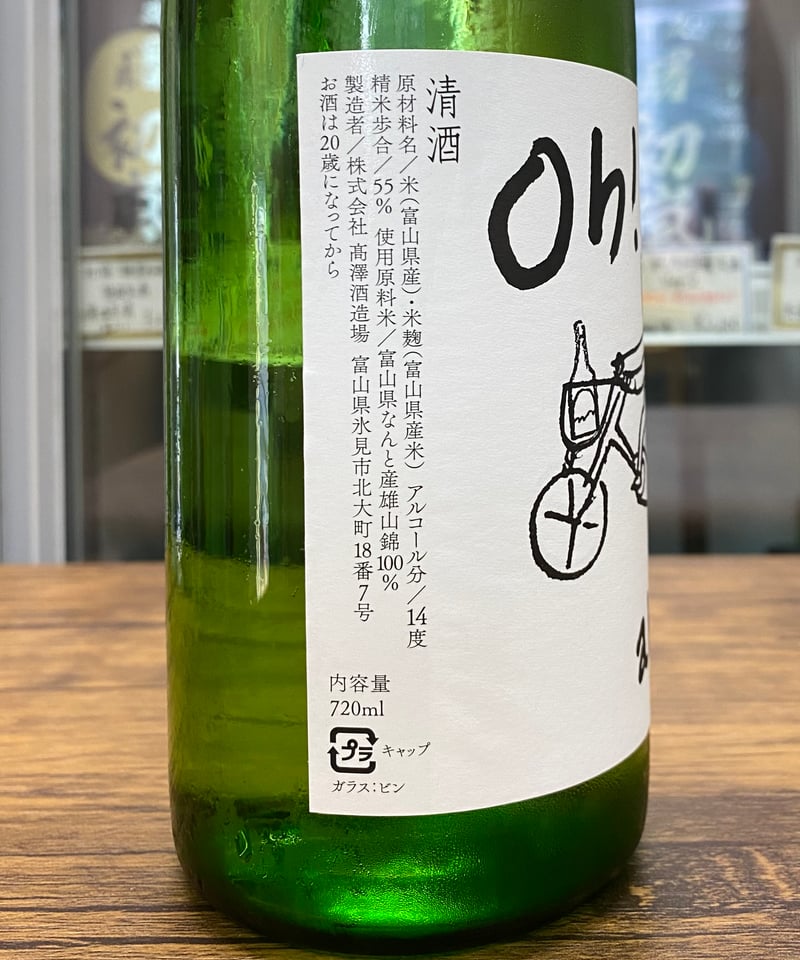 清酒
原材料名/米(富山県産)・米麹(富山県産米) アルコール分/14度
精米歩合/55% 使用原料米/富山県なんと産雄山錦100%
製造者/株式会社 髙澤酒造場 富山県氷見市北大町18番7号
お酒は20歳になってから
内容量
720ml
プラ キャップ
ガラス:ビン
Oh!